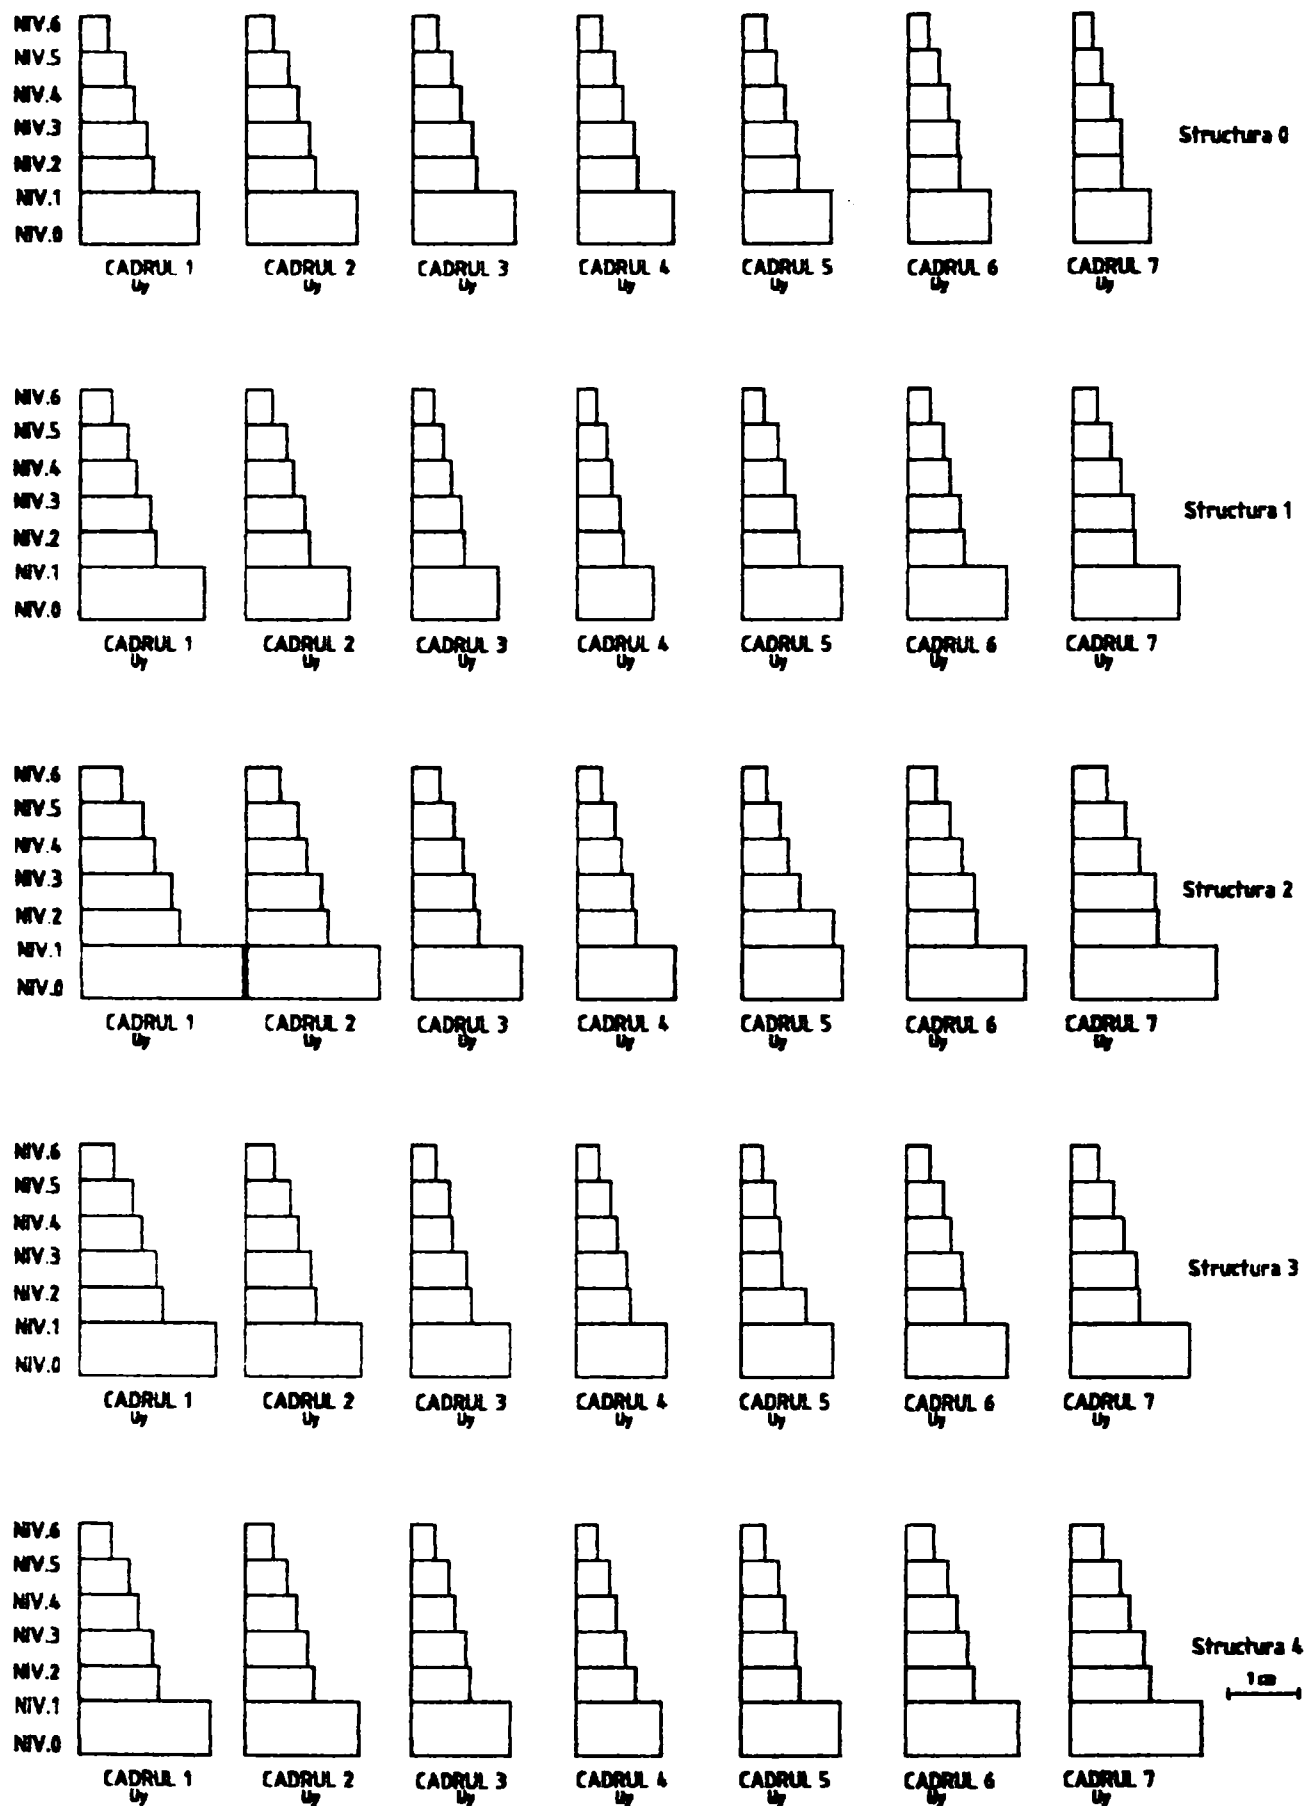 NIV.6
NIV.5
NIV.4
NIV.3
NIV.2
NIV.1
NIV.0
Structura 0
CADRUL 1 CADRUL 2 CADRUL 3 CADRUL 4 CADRUL 5 CADRUL 6 CADRUL 7
Uy Uy Uy Uy Uy Uy Uy
NIV.6
NIV.5
NIV.4
NIV.3
NIV.2
NIV.1
NIV.0
Structura 1
CADRUL 1 CADRUL 2 CADRUL 3 CADRUL 4 CADRUL 5 CADRUL 6 CADRUL 7
Uy Uy Uy Uy Uy Uy Uy
NIV.6
NIV.5
NIV.4
NIV.3
NIV.2
NIV.1
NIV.0
Structura 2
CADRUL 1 CADRUL 2 CADRUL 3 CADRUL 4 CADRUL 5 CADRUL 6 CADRUL 7
Uy Uy Uy Uy Uy Uy Uy
NIV.6
NIV.5
NIV.4
NIV.3
NIV.2
NIV.1
NIV.0
Structura 3
CADRUL 1 CADRUL 2 CADRUL 3 CADRUL 4 CADRUL 5 CADRUL 6 CADRUL 7
Uy Uy Uy Uy Uy Uy Uy
NIV.6
NIV.5
NIV.4
NIV.3
NIV.2
NIV.1
NIV.0
Structura 4
1 cm
CADRUL 1 CADRUL 2 CADRUL 3 CADRUL 4 CADRUL 5 CADRUL 6 CADRUL 7
Uy Uy Uy Uy Uy Uy Uy